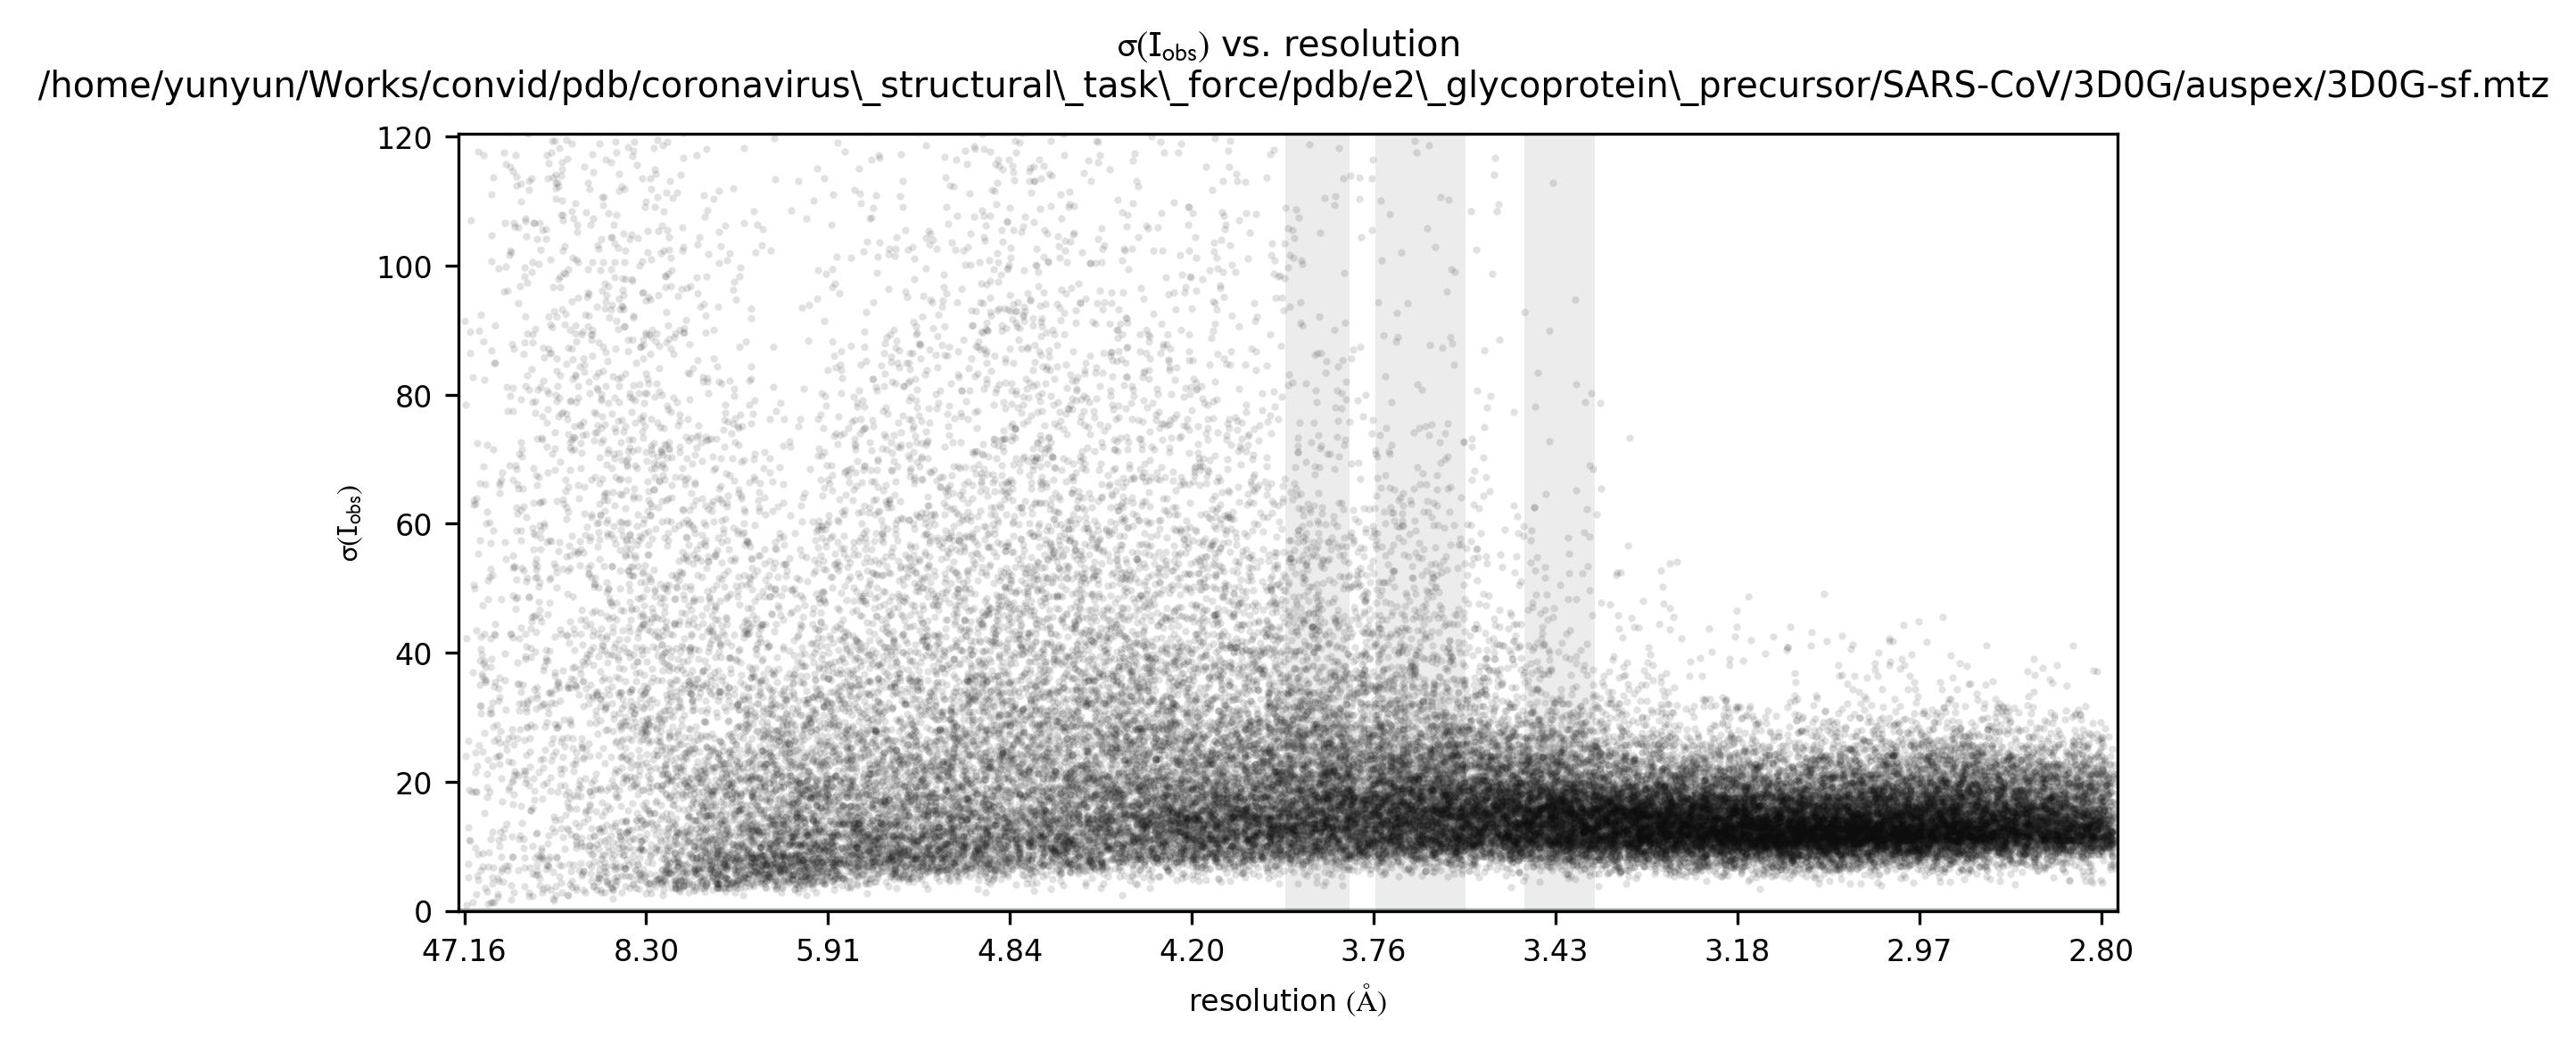 σ(I_obs) vs. resolution
/home/yunyun/Works/convid/pdb/coronavirus\_structural\_task\_force/pdb/e2\_glycoprotein\_precursor/SARS-CoV/3D0G/auspex/3D0G-sf.mtz
120
100
80
60
40
20
0
σ(I_obs)
47.16 8.30 5.91 4.84 4.20 3.76 3.43 3.18 2.97 2.80
resolution (Å)